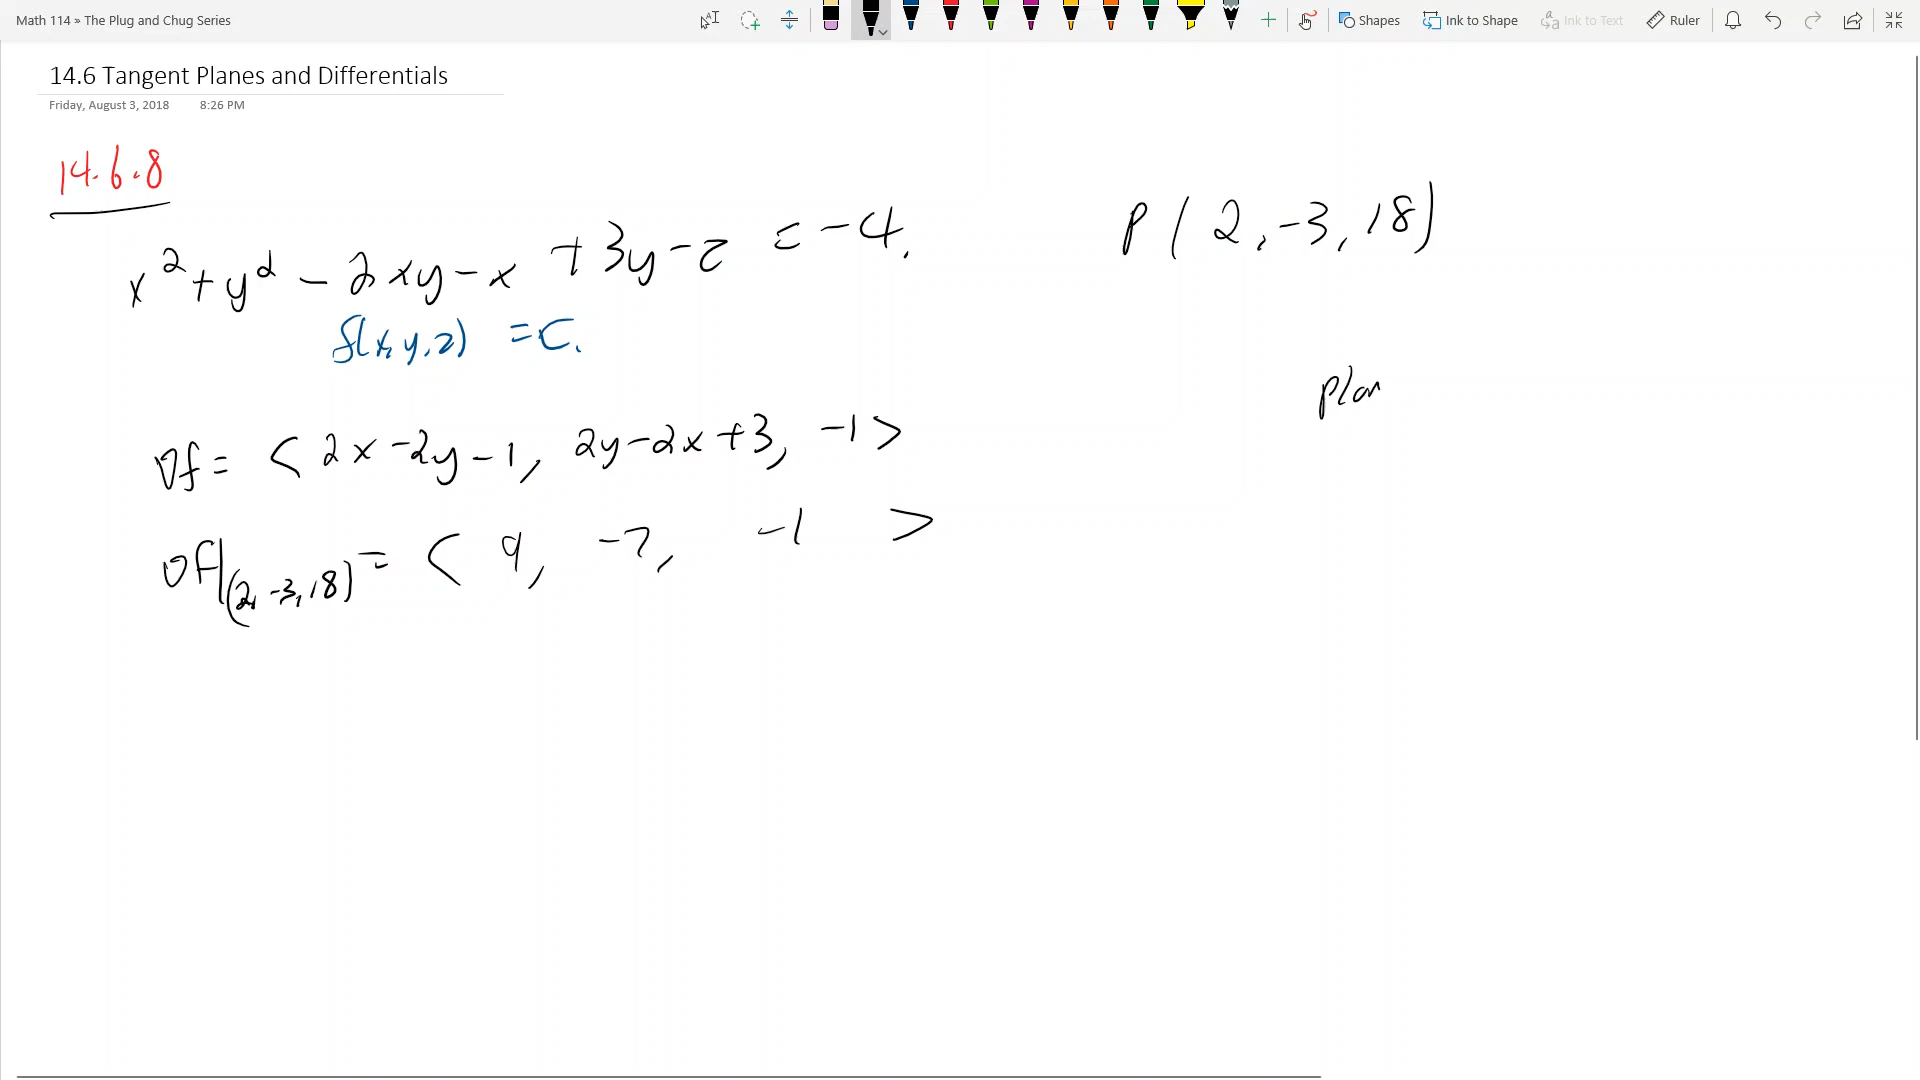 Math 114 » The Plug and Chug Series
Shapes Ink to Shape Ink to Text Ruler
14.6 Tangent Planes and Differentials
Friday, August 3, 2018 8:26 PM
14.6.8
x² + y² - 2xy - x + 3y - z = -4.
P(2, -3, 18)
f(x, y, z) = C.
Plan
∇f = < 2x - 2y - 1, 2y - 2x + 3, -1 >
∇f|(2, -3, 18) = < 9, -7, -1 >